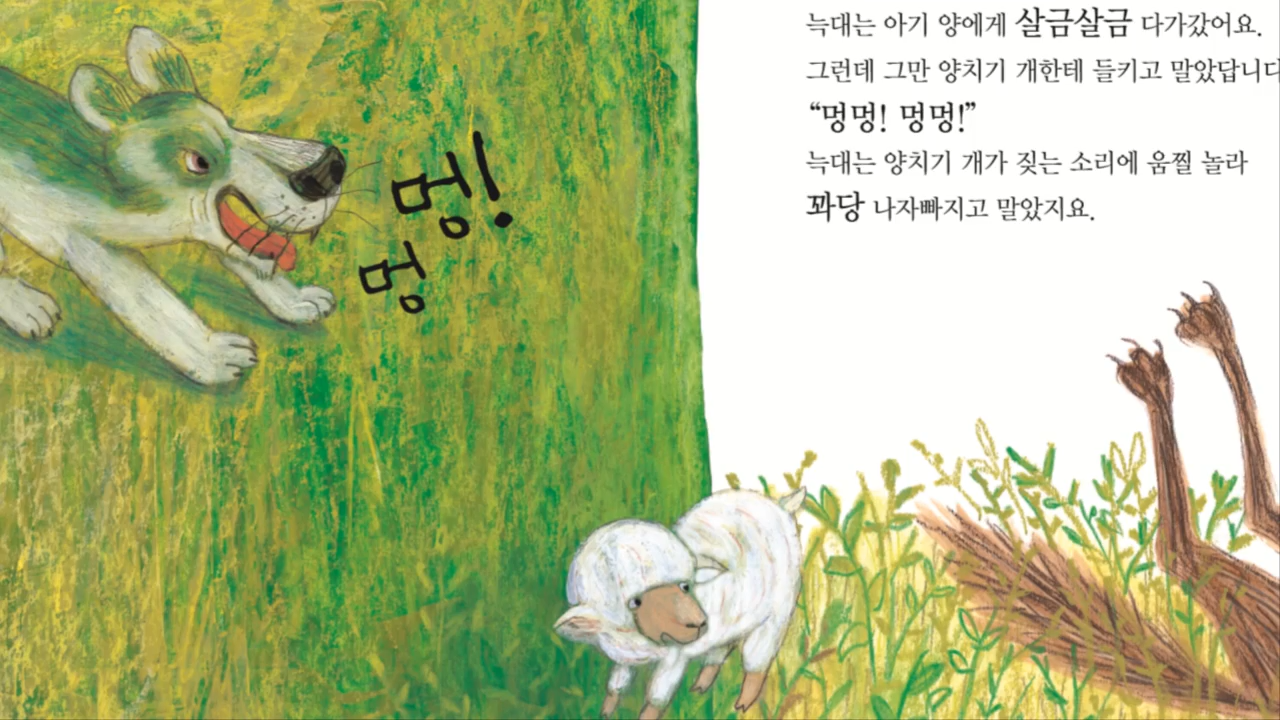 멍!
멍
늑대는 아기 양에게 살금살금 다가갔어요.
그런데 그만 양치기 개한테 들키고 말았답니다
“멍멍! 멍멍!”
늑대는 양치기 개가 짖는 소리에 움찔 놀라
꽈당 나자빠지고 말았지요.